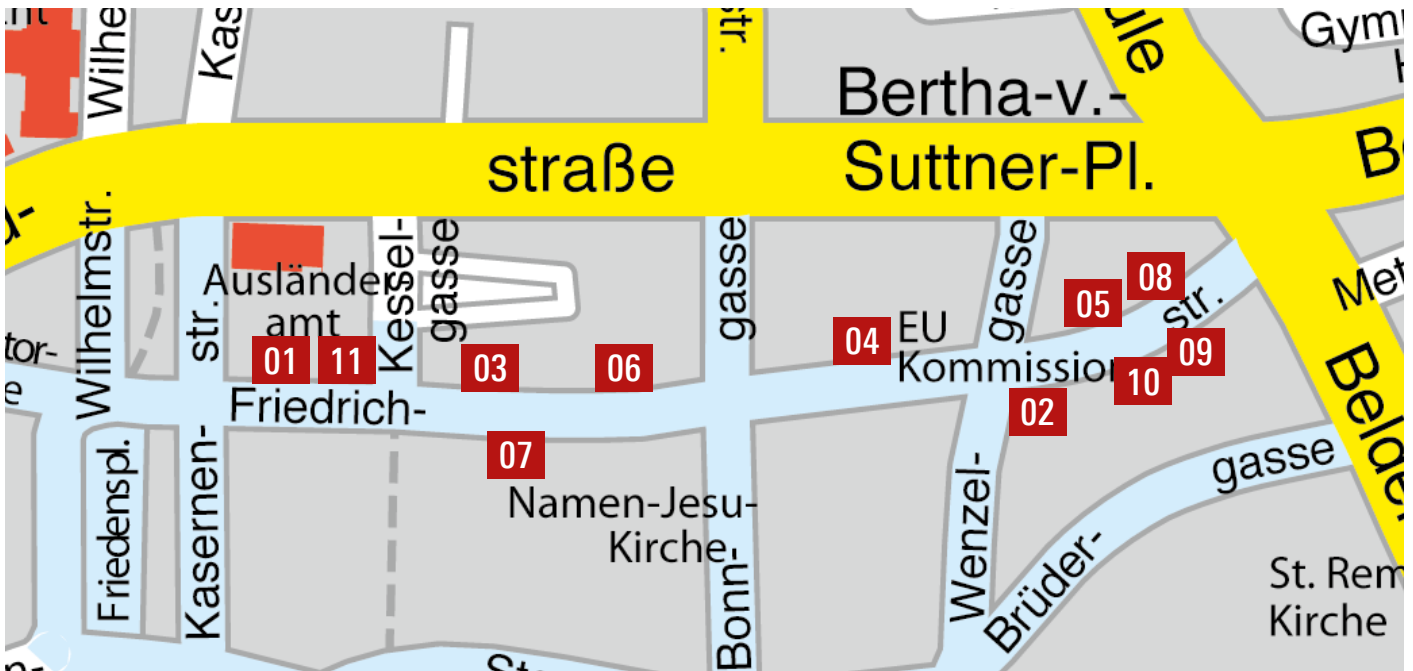 Wilhe
Kas
str.
Gym
Bertha-v.-
straße
Suttner-Pl.
Wilhelmstr.
str.
Kessel-
gasse
gasse
gasse
Ausländer
amt
08
05
str.
Met
01
11
03
06
04
EU
Kommission
09
10
02
tor-
e
Friedrich-
07
Namen-Jesu-
Kirche
gasse
Friedenspl.
Kasernen-
Bonn-
Wenzel-
Brüder-
Belder
St. Rem
Kirche